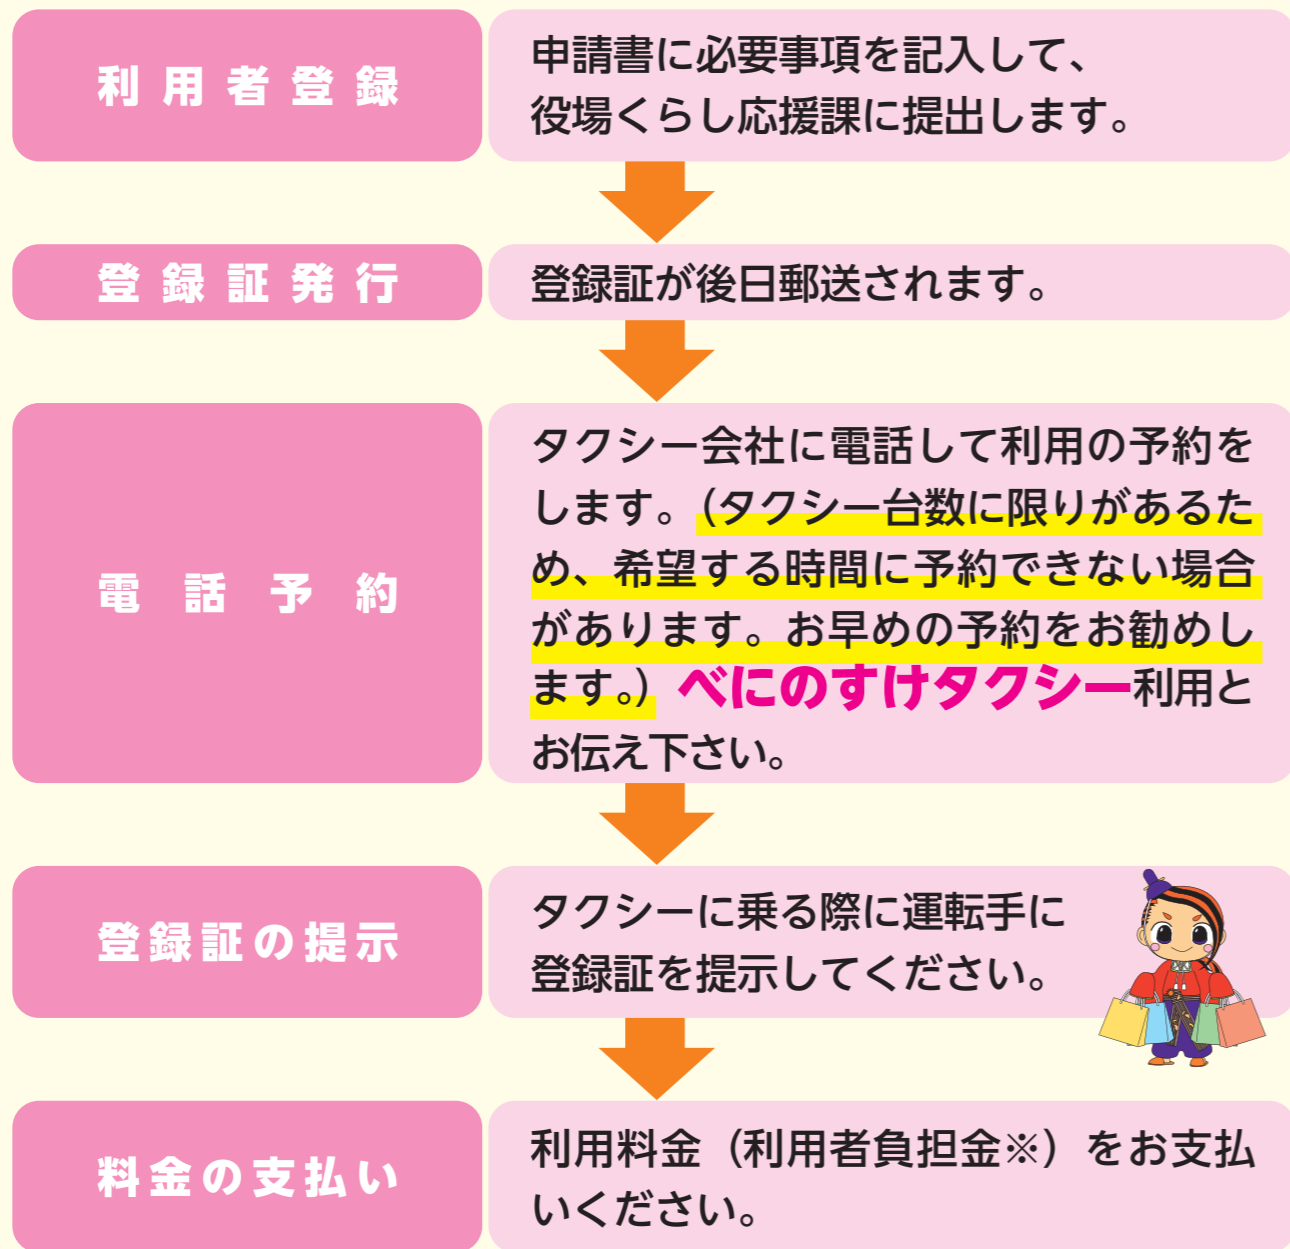 利用者登録
申請書に必要事項を記入して、
役場くらし応援課に提出します。
登録証発行
登録証が後日郵送されます。
電話予約
タクシー会社に電話して利用の予約を
します。(タクシー台数に限りがあるた
め、希望する時間に予約できない場合
があります。お早めの予約をお勧めし
ます。) べにのすけタクシー利用と
お伝え下さい。
登録証の提示
タクシーに乗る際に運転手に
登録証を提示してください。
料金の支払い
利用料金（利用者負担金※）をお支払
いください。